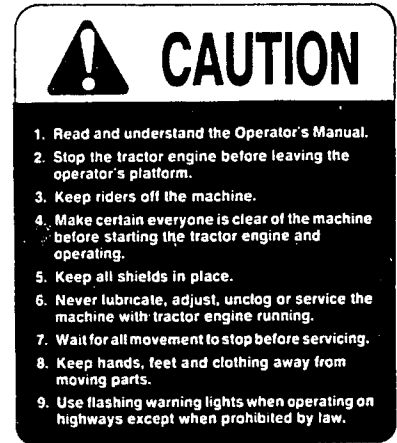 CAUTION
1. Read and understand the Operator's Manual.
2. Stop the tractor engine before leaving the
operator's platform.
3. Keep riders off the machine.
4. Make certain everyone is clear of the machine
before starting the tractor engine and
operating.
5. Keep all shields in place.
6. Never lubricate, adjust, unclog or service the
machine with tractor engine running.
7. Wait for all movement to stop before servicing.
8. Keep hands, feet and clothing away from
moving parts.
9. Use flashing warning lights when operating on
highways except when prohibited by law.